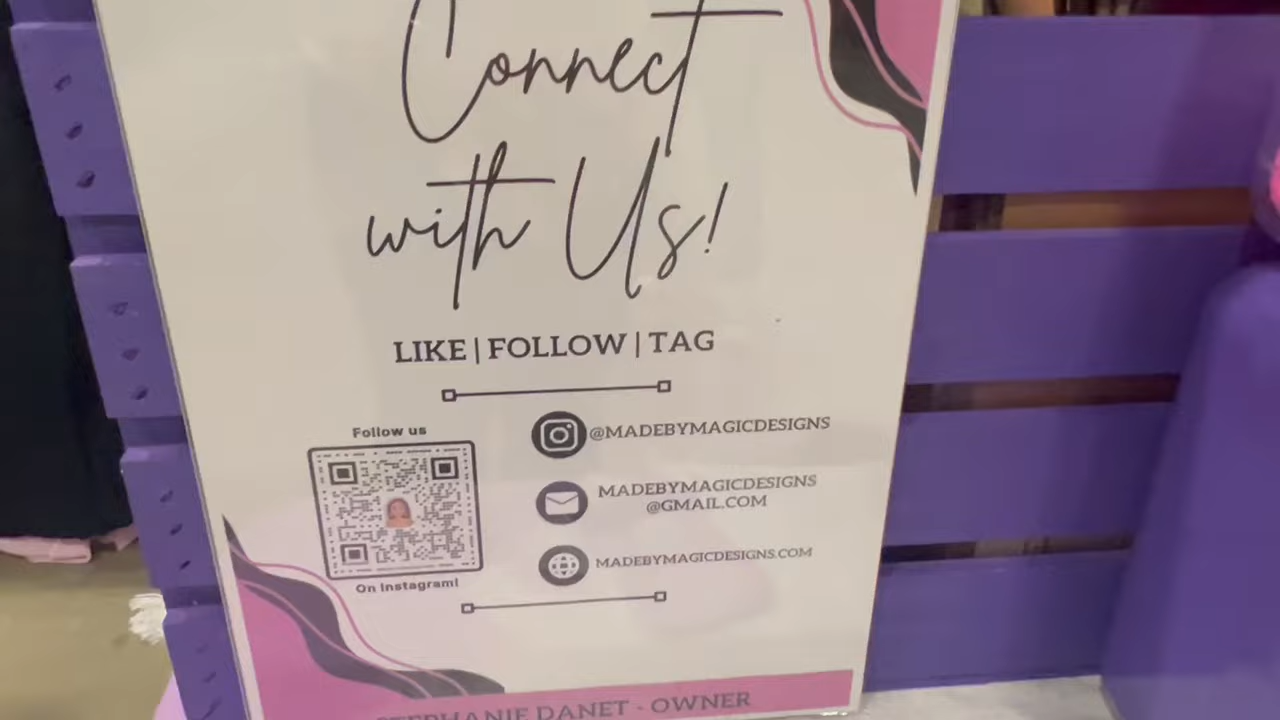 Connect
with Us!
LIKE | FOLLOW | TAG
Follow us
@MADEBYMAGICDESIGNS
MADEBYMAGICDESIGNS
@GMAIL.COM
MADEBYMAGICDESIGNS.COM
On Instagram!
STEPHANIE DANET - OWNER